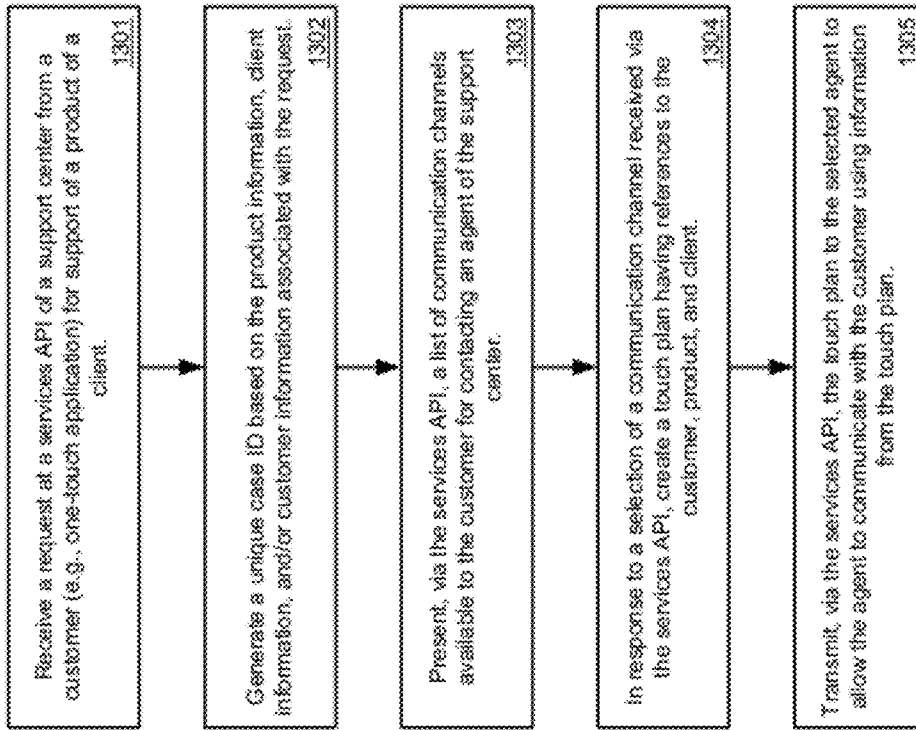 Receive a request at a services API of a support center from a
customer (e.g., one-touch application) for support of a product of a
client.
1301
Generate a unique case ID based on the product information, client
information, and/or customer information associated with the request.
1302
Present, via the services API, a list of communication channels
available to the customer for contacting an agent of the support
center.
1303
In response to a selection of a communication channel received via
the services API, create a touch plan having references to the
customer, product, and client.
1304
Transmit, via the services API, the touch plan to the selected agent to
allow the agent to communicate with the customer using information
from the touch plan.
1305